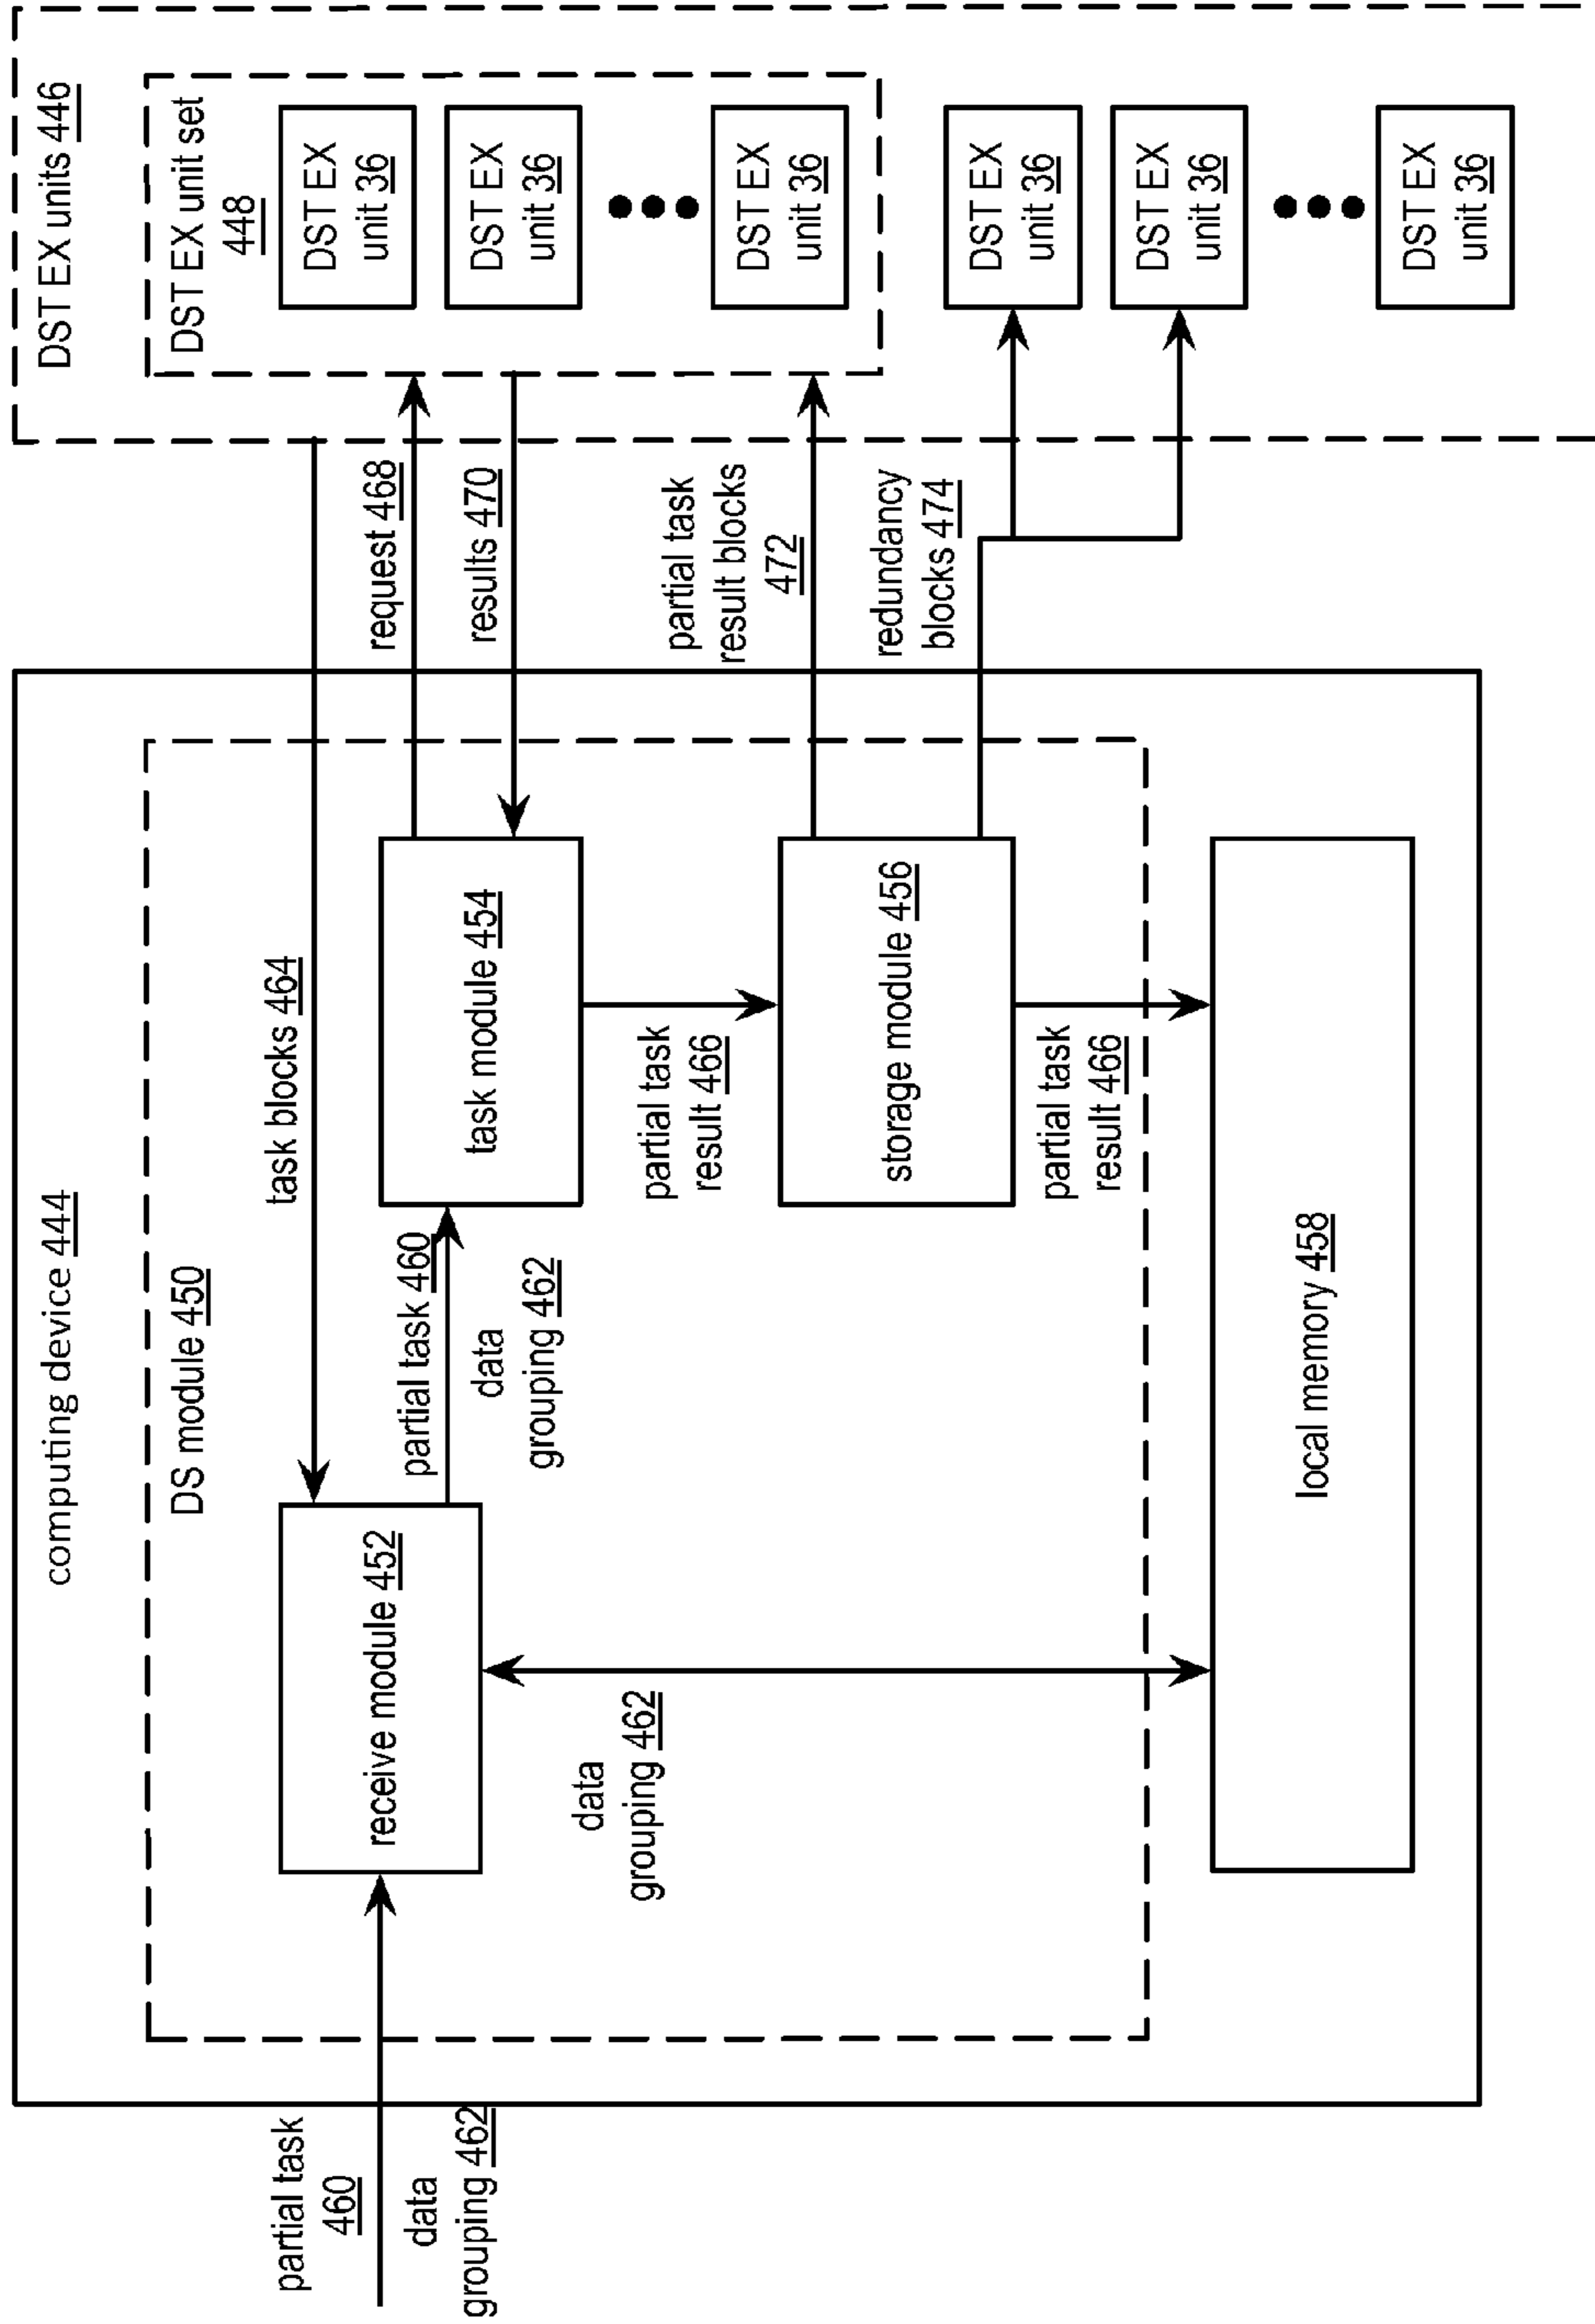 computing device 444
DS module 450
partial task
460
data
grouping 462
receive module 452
task blocks 464
partial task 460
data
grouping 462
task module 454
data
grouping 462
partial task
result 466
storage module 456
partial task
result 466
local memory 458
request 468
results 470
partial task
result blocks
472
redundancy
blocks 474
DST EX units 446
DST EX unit set
448
DST EX
unit 36
DST EX
unit 36
DST EX
unit 36
DST EX
unit 36
DST EX
unit 36
DST EX
unit 36